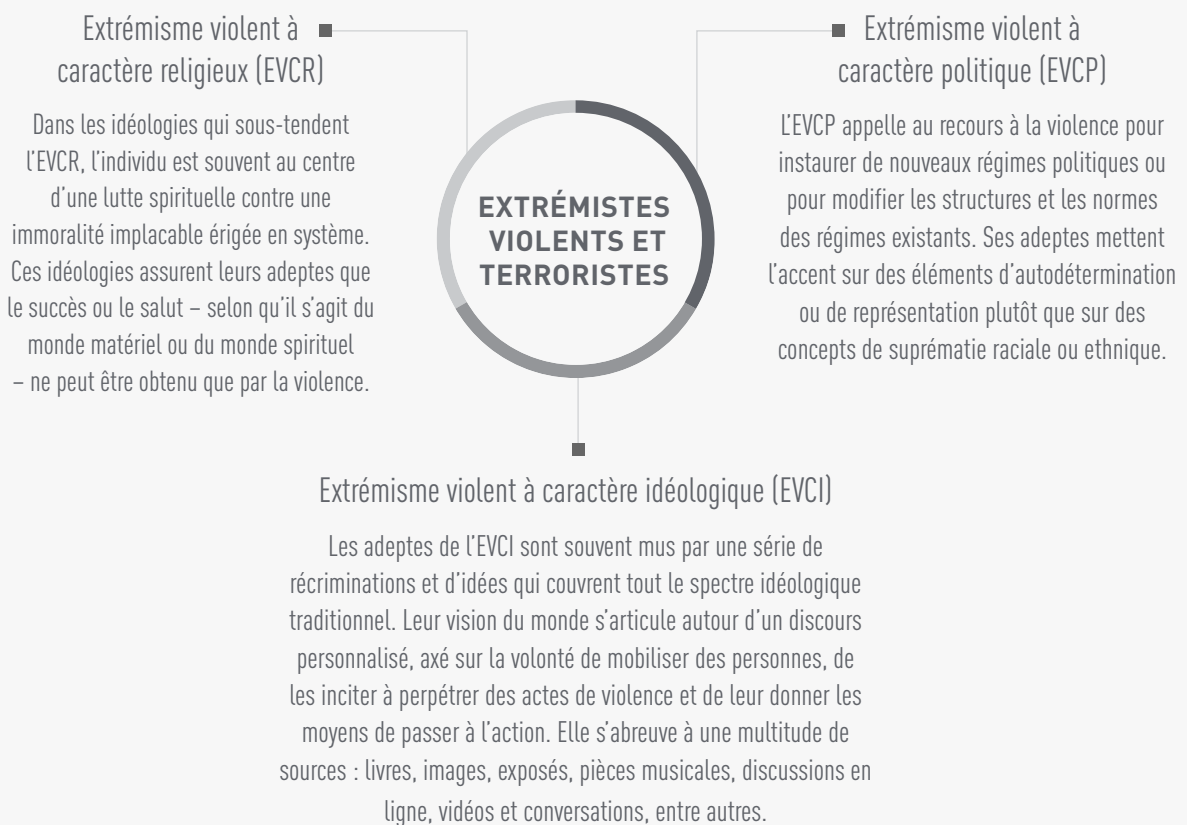 Extrémisme violent à
caractère religieux (EVCR)
Dans les idéologies qui sous-tendent
l’EVCR, l’individu est souvent au centre
d’une lutte spirituelle contre une
immoralité implacable érigée en système.
Ces idéologies assurent leurs adeptes que
le succès ou le salut – selon qu’il s’agit du
monde matériel ou du monde spirituel
– ne peut être obtenu que par la violence.
EXTRÉMISTES
VIOLENTS ET
TERRORISTES
Extrémisme violent à
caractère politique (EVCP)
L’EVCP appelle au recours à la violence pour
instaurer de nouveaux régimes politiques ou
pour modifier les structures et les normes
des régimes existants. Ses adeptes mettent
l’accent sur des éléments d’autodétermination
ou de représentation plutôt que sur des
concepts de suprématie raciale ou ethnique.
Extrémisme violent à caractère idéologique (EVCI)
Les adeptes de l’EVCI sont souvent mus par une série de
récriminations et d’idées qui couvrent tout le spectre idéologique
traditionnel. Leur vision du monde s’articule autour d’un discours
personnalisé, axé sur la volonté de mobiliser des personnes, de
les inciter à perpétrer des actes de violence et de leur donner les
moyens de passer à l’action. Elle s’abreuve à une multitude de
sources : livres, images, exposés, pièces musicales, discussions en
ligne, vidéos et conversations, entre autres.